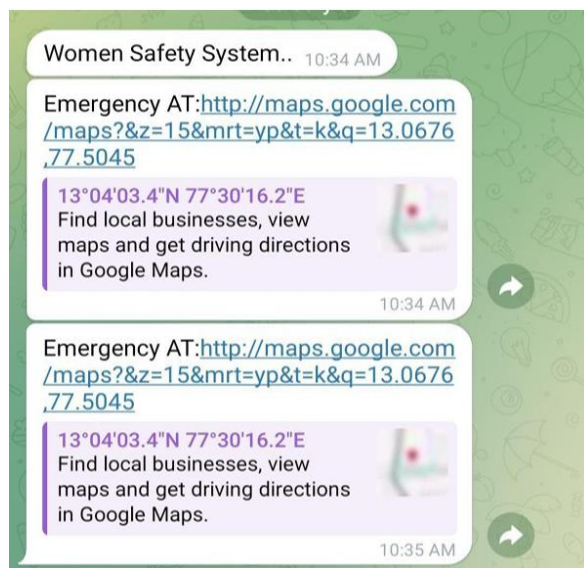 Women Safety System.. 10:34 AM
Emergency AT:http://maps.google.com
/maps?&z=15&mrt=yp&t=k&q=13.0676
,77.5045
13°04'03.4"N 77°30'16.2"E
Find local businesses, view
maps and get driving directions
in Google Maps.
10:34 AM
Emergency AT:http://maps.google.com
/maps?&z=15&mrt=yp&t=k&q=13.0676
,77.5045
13°04'03.4"N 77°30'16.2"E
Find local businesses, view
maps and get driving directions
in Google Maps.
10:35 AM